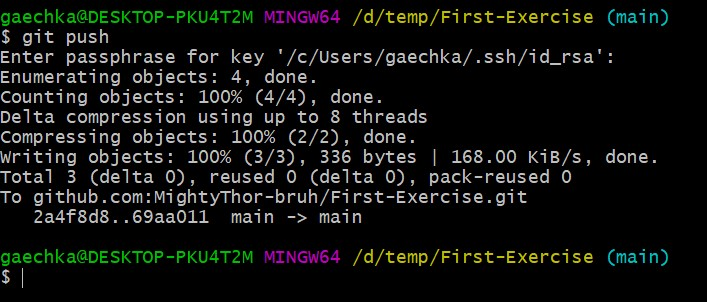 gaechka@DESKTOP-PKU4T2M MINGW64 /d/temp/First-Exercise (main)
$ git push
Enter passphrase for key '/c/Users/gaechka/.ssh/id_rsa':
Enumerating objects: 4, done.
Counting objects: 100% (4/4), done.
Delta compression using up to 8 threads
Compressing objects: 100% (2/2), done.
Writing objects: 100% (3/3), 336 bytes | 168.00 KiB/s, done.
Total 3 (delta 0), reused 0 (delta 0), pack-reused 0
To github.com:MightyThor-bruh/First-Exercise.git
   2a4f8d8..69aa011  main -> main

gaechka@DESKTOP-PKU4T2M MINGW64 /d/temp/First-Exercise (main)
$